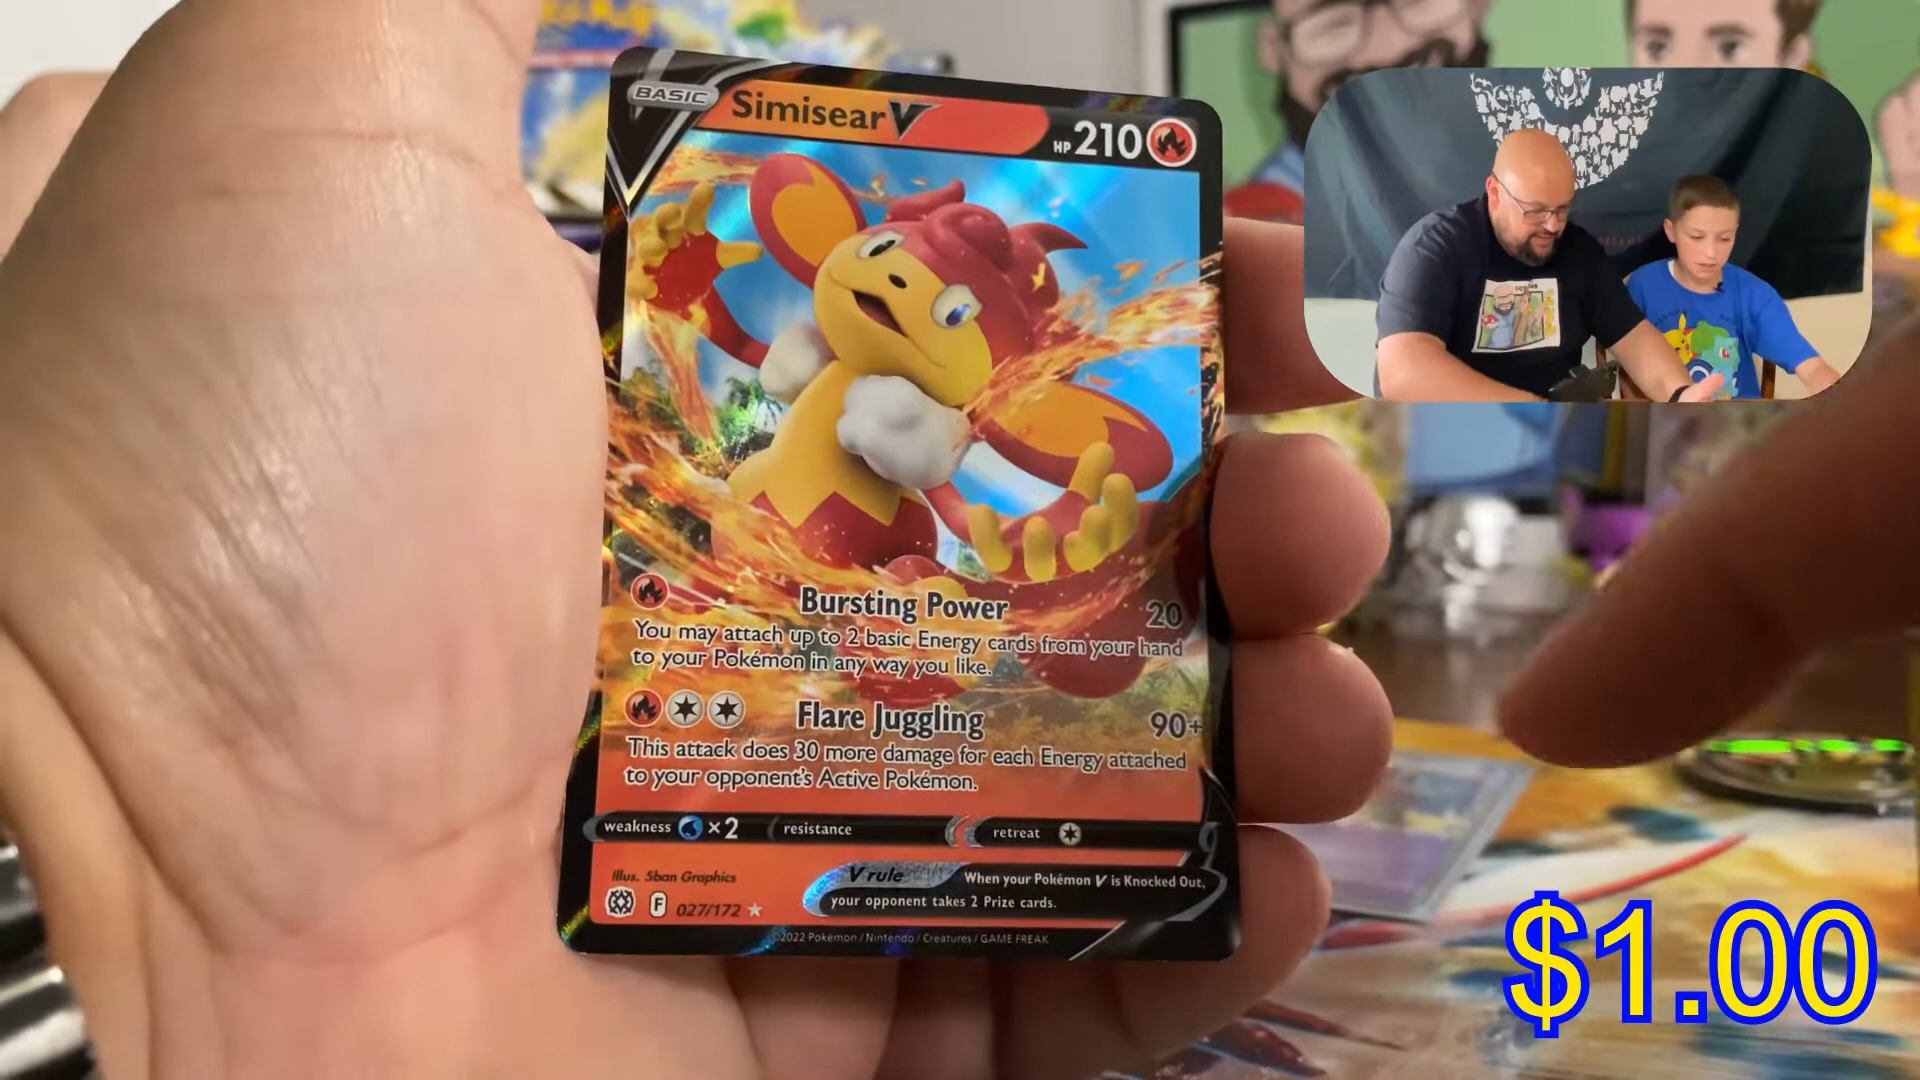 BASIC
Simisear V
HP 210
Bursting Power 20
You may attach up to 2 basic Energy cards from your hand
to your Pokémon in any way you like.
Flare Juggling 90+
This attack does 30 more damage for each Energy attached
to your opponent's Active Pokémon.
weakness ×2 resistance retreat
Illus. 5ban Graphics
V rule When your Pokémon V is Knocked Out,
your opponent takes 2 Prize cards.
F 027/172
©2022 Pokémon / Nintendo / Creatures / GAME FREAK
$1.00